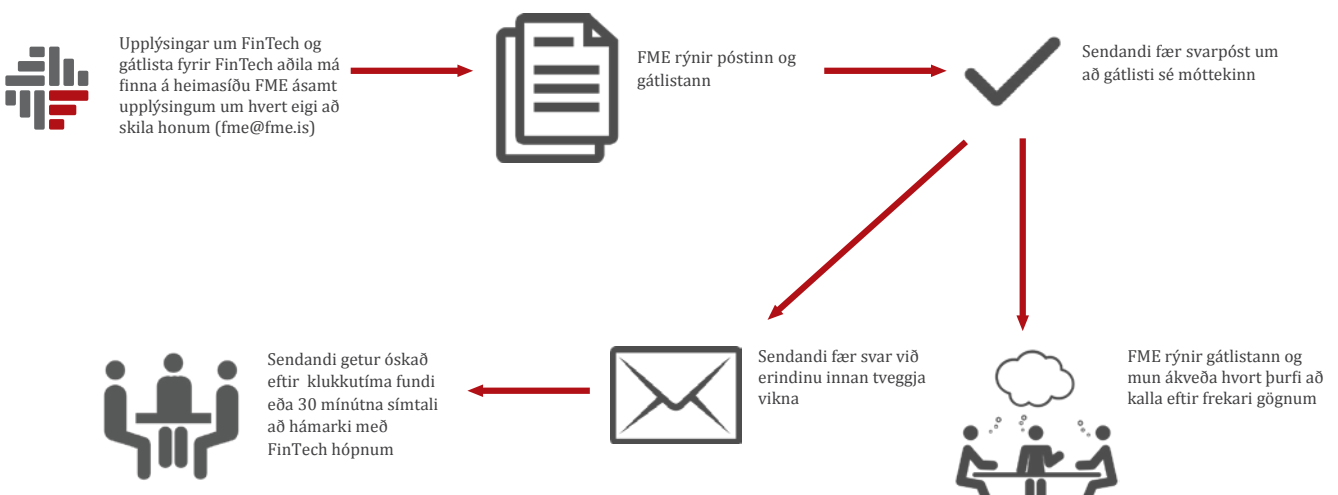 Upplýsingar um FinTech og
gátlista fyrir FinTech aðila má
finna á heimasíðu FME ásamt
upplýsingum um hvert eigi að
skila honum (fme@fme.is)
FME rýnir póstinn og
gátlistann
Sendandi fær svarpóst um
að gátlisti sé móttekinn
FME rýnir gátlistann og
mun ákveða hvort þurfi að
kalla eftir frekari gögnum
Sendandi fær svar við
erindinu innan tveggja
vikna
Sendandi getur óskað
eftir klukkutíma fundi
eða 30 mínútna símtali
að hámarki með
FinTech hópnum